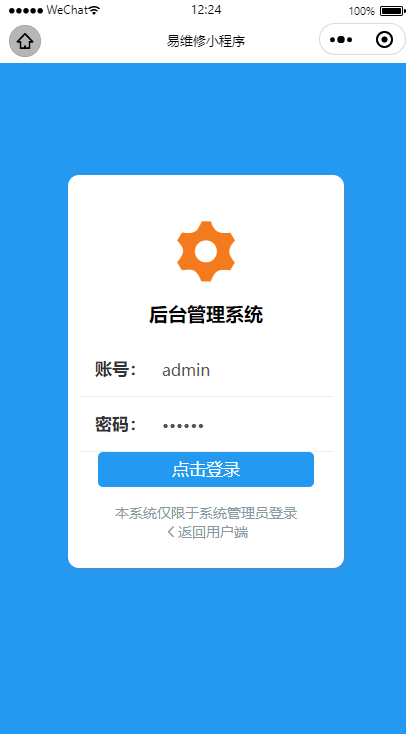 WeChat 12:24 100%
易维修小程序
后台管理系统
账号： admin
密码： ••••••
点击登录
本系统仅限于系统管理员登录
返回用户端